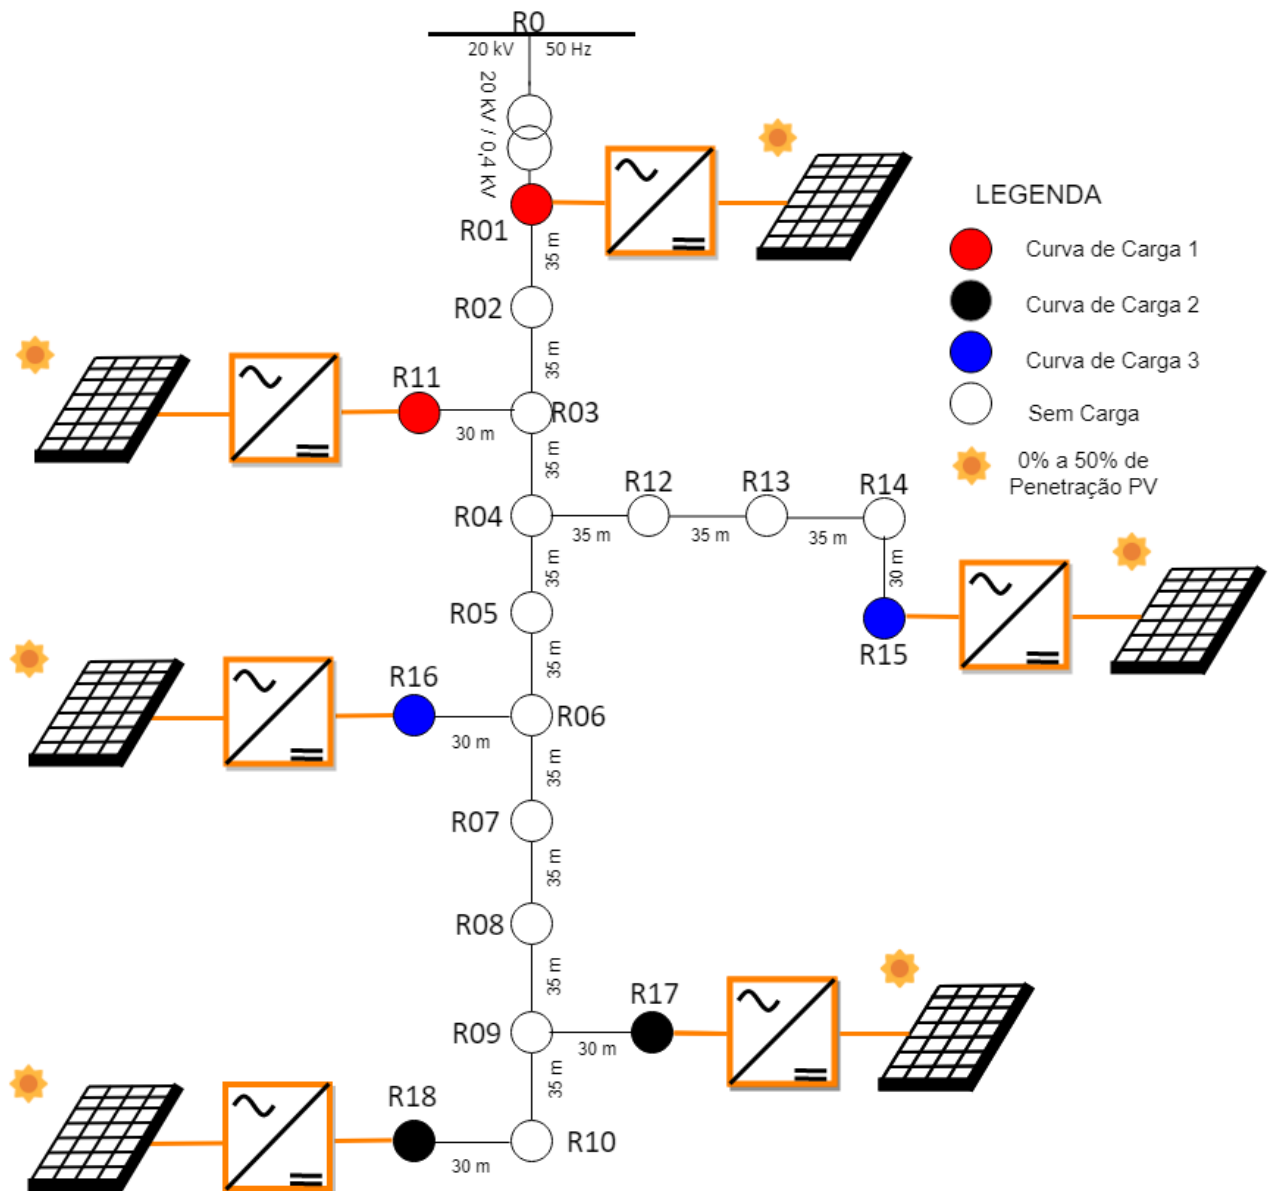 R0
20 kV 50 Hz
20 kV / 0,4 kV
R01
35 m
R02
35 m
R11
30 m
R03
35 m
R04
35 m
R12
35 m
R13
35 m
R14
30 m
R15
35 m
R05
35 m
R16
30 m
R06
35 m
R07
35 m
R08
35 m
R17
30 m
R09
35 m
R18
30 m
R10
LEGENDA
Curva de Carga 1
Curva de Carga 2
Curva de Carga 3
Sem Carga
0% a 50% de
Penetração PV